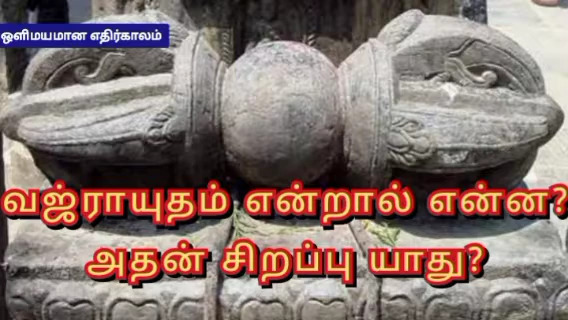 ஒளிமயமான எதிர்காலம்
வஜ்ராயுதம் என்றால் என்ன?
அதன் சிறப்பு யாது?